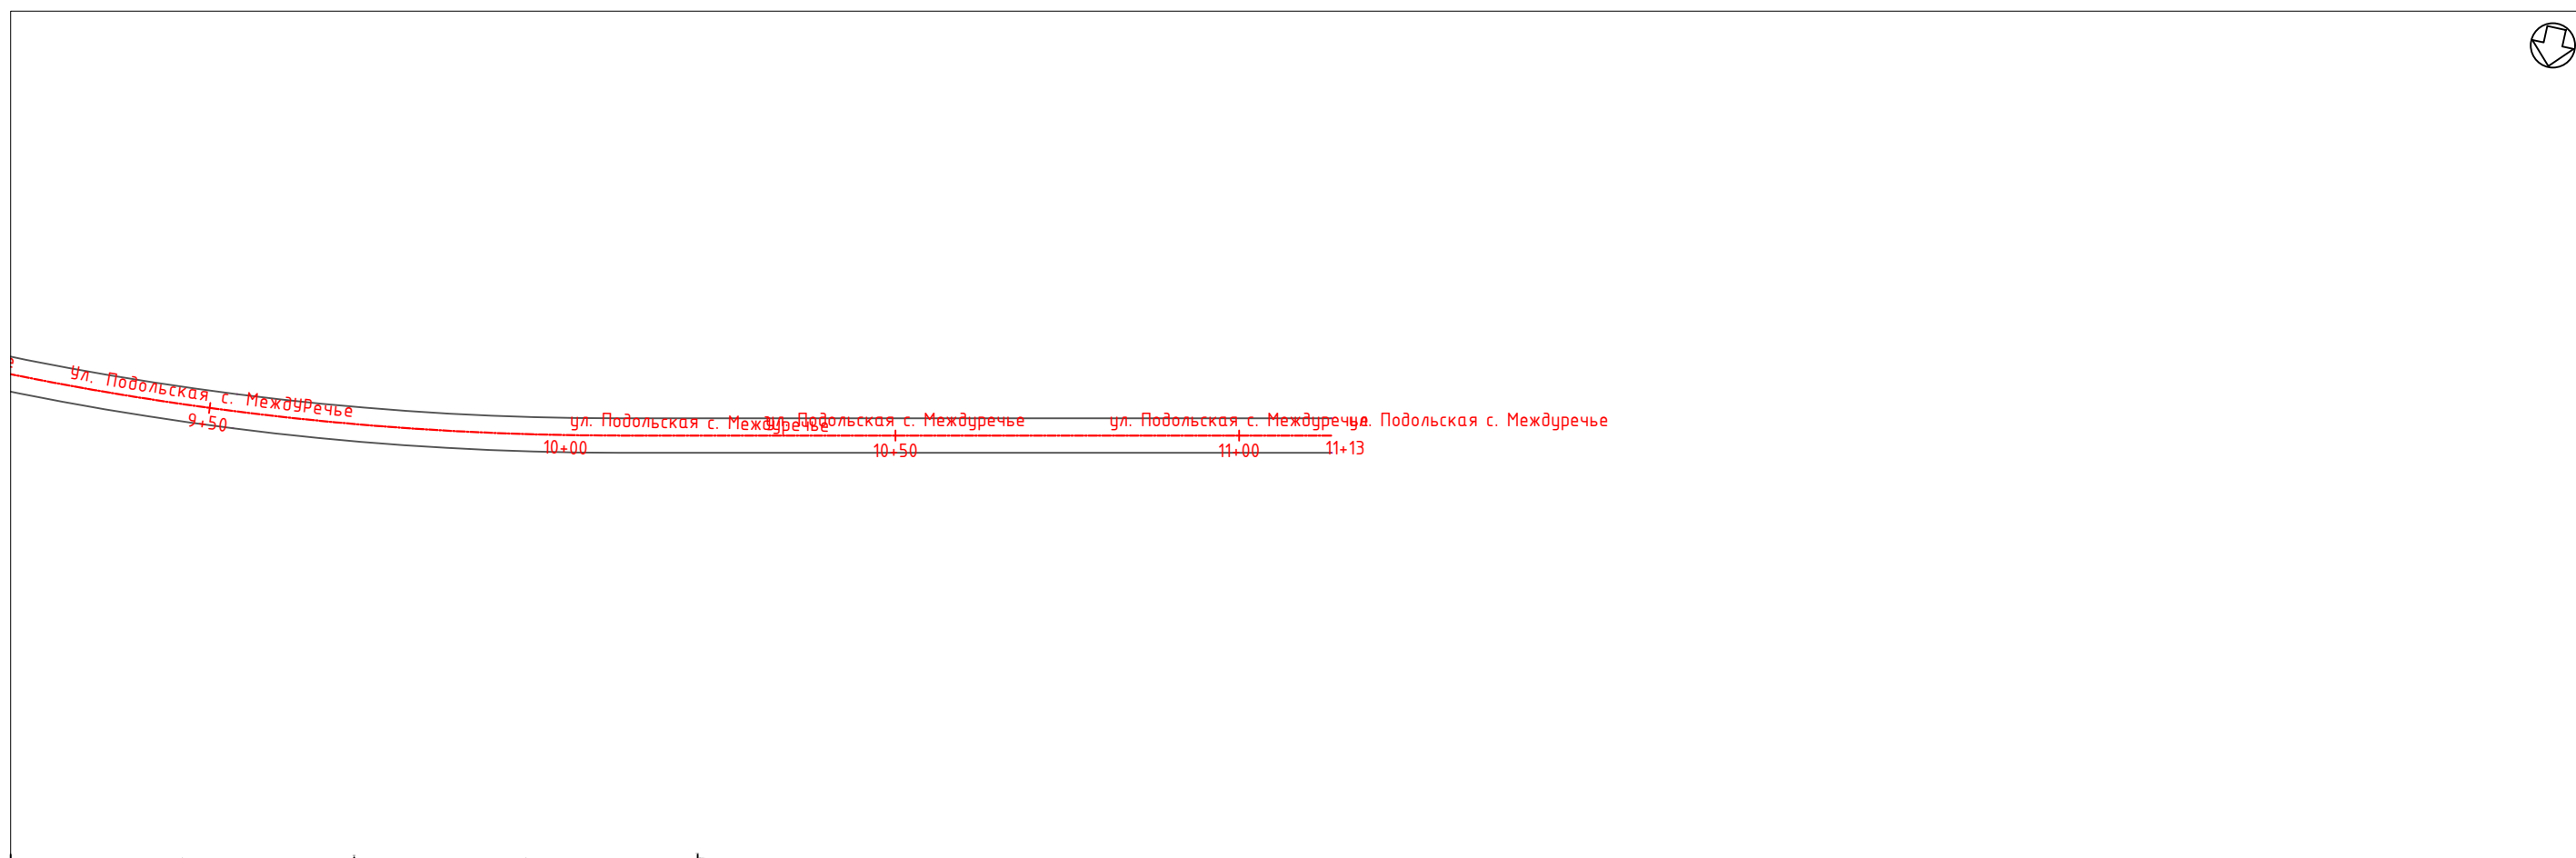 ул. Подольская с. Междуречье
9+50
ул. Подольская с. Междуречье
10+00
ул. Подольская с. Междуречье
10+50
ул. Подольская с. Междуречье
11+00
ул. Подольская с. Междуречье
11+13